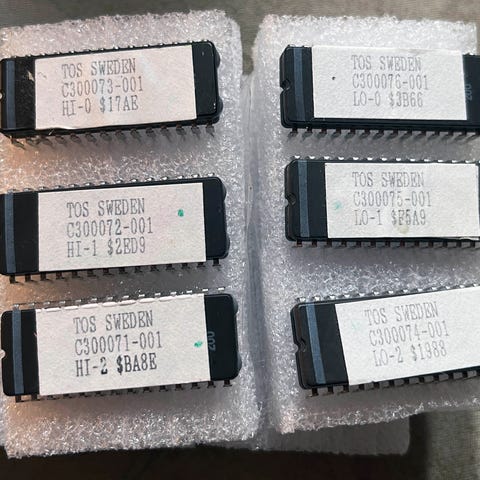 TOS SWEDEN
C300073-001
HI-0 $17AE
TOS SWEDEN
C300072-001
HI-1 $2ED9
TOS SWEDEN
C300071-001
HI-2 $BA8E
TOS SWEDEN
C300076-001
LO-0 $3B66
TOS SWEDEN
C300075-001
LO-1 $F5A9
TOS SWEDEN
C300074-001
LO-2 $1988